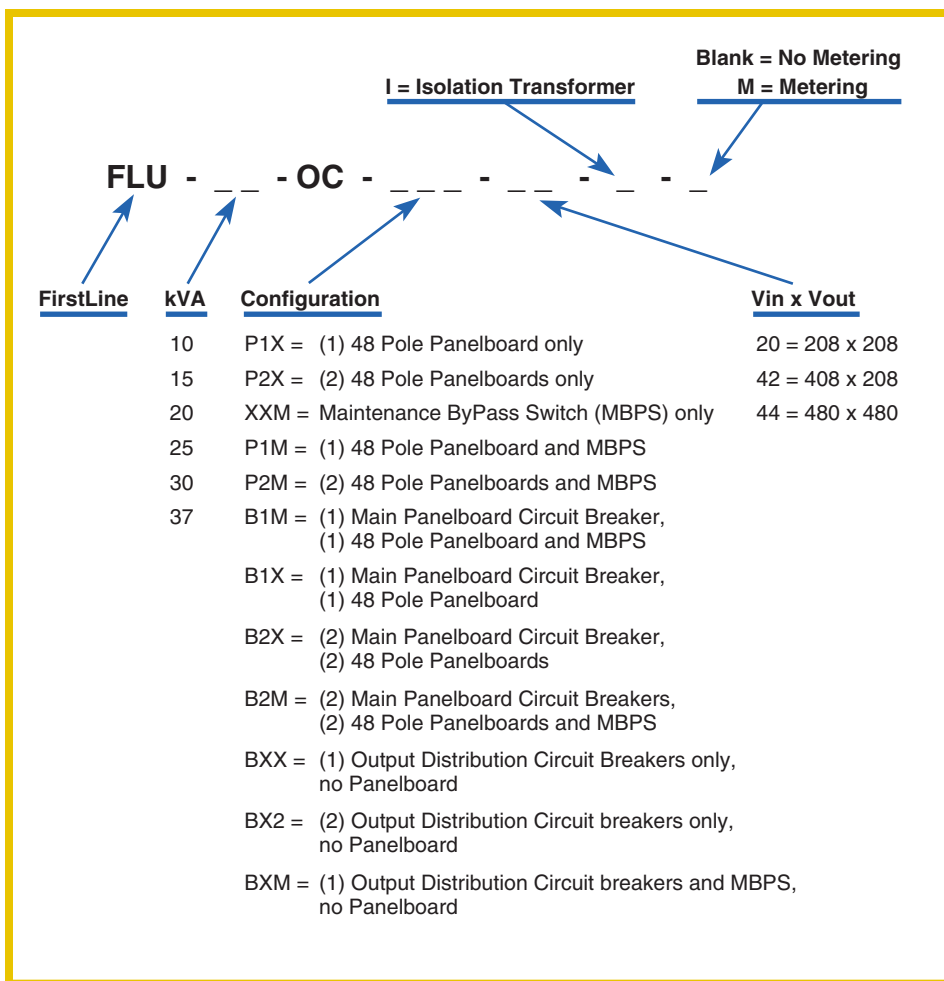 Blank = No Metering
I = Isolation Transformer
M = Metering
FLU - _ _ - OC - _ _ _ - _ _ - _ - _
FirstLine
kVA
Configuration
Vin x Vout
10
P1X = (1) 48 Pole Panelboard only
20 = 208 x 208
15
P2X = (2) 48 Pole Panelboards only
42 = 408 x 208
20
XXM = Maintenance ByPass Switch (MBPS) only
44 = 480 x 480
25
P1M = (1) 48 Pole Panelboard and MBPS
30
P2M = (2) 48 Pole Panelboards and MBPS
37
B1M = (1) Main Panelboard Circuit Breaker,
(1) 48 Pole Panelboard and MBPS
B1X = (1) Main Panelboard Circuit Breaker,
(1) 48 Pole Panelboard
B2X = (2) Main Panelboard Circuit Breaker,
(2) 48 Pole Panelboards
B2M = (2) Main Panelboard Circuit Breakers,
(2) 48 Pole Panelboards and MBPS
BXX = (1) Output Distribution Circuit Breakers only,
no Panelboard
BX2 = (2) Output Distribution Circuit breakers only,
no Panelboard
BXM = (1) Output Distribution Circuit breakers and MBPS,
no Panelboard